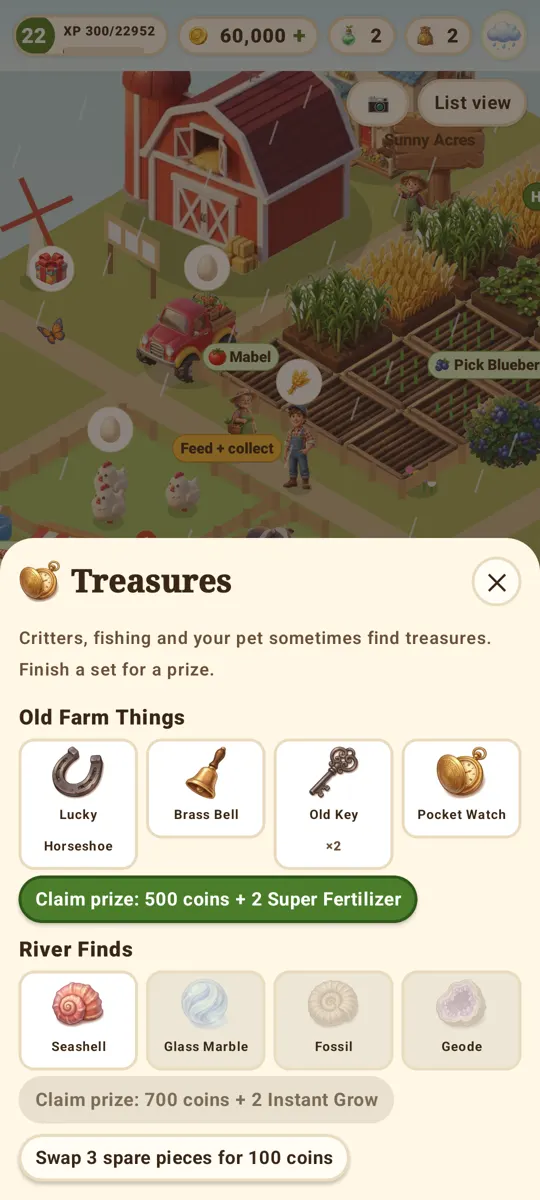 22
XP 300/22952
60,000 +
2
2
List view
Sunny Acres
H
Mabel
Pick Blueber
Feed + collect
Treasures
Critters, fishing and your pet sometimes find treasures.
Finish a set for a prize.
Old Farm Things
Lucky
Horseshoe
Brass Bell
Old Key
×2
Pocket Watch
Claim prize: 500 coins + 2 Super Fertilizer
River Finds
Seashell
Glass Marble
Fossil
Geode
Claim prize: 700 coins + 2 Instant Grow
Swap 3 spare pieces for 100 coins